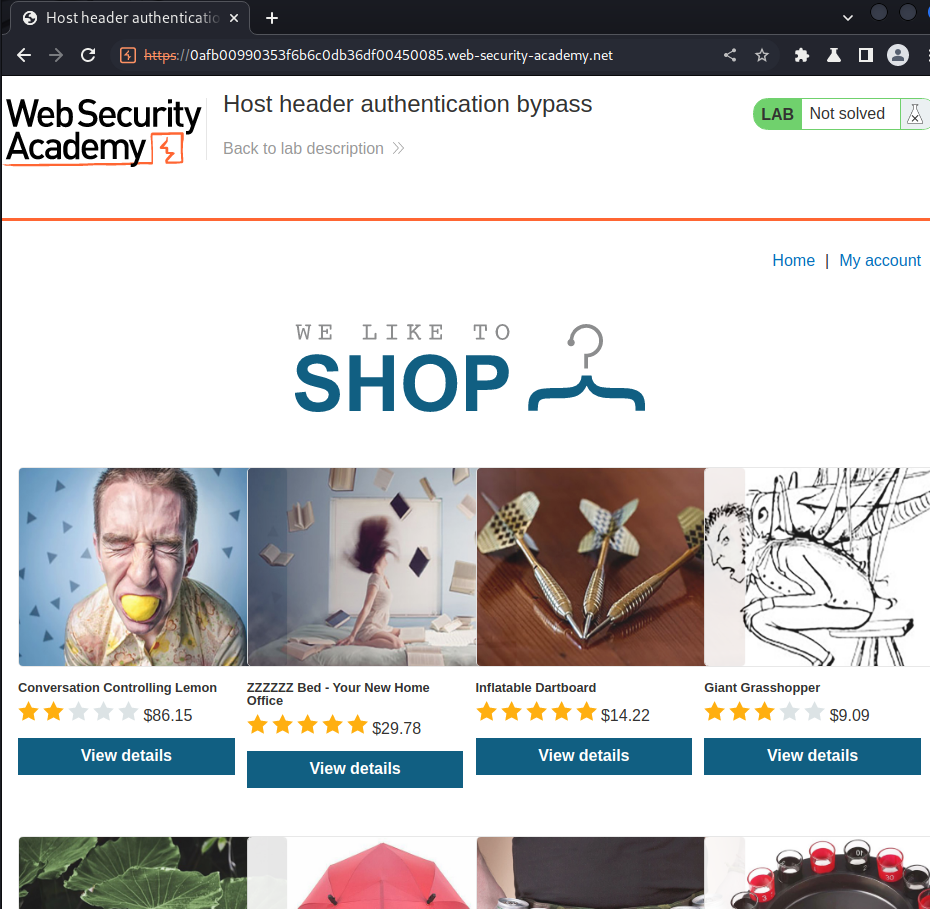 Host header authenticatio
https://0afb00990353f6b6c0db36df00450085.web-security-academy.net
Web Security
Academy
Host header authentication bypass
Back to lab description
LAB Not solved
Home | My account
WE LIKE TO
SHOP
Conversation Controlling Lemon
$86.15
View details
ZZZZZZ Bed - Your New Home
Office
$29.78
View details
Inflatable Dartboard
$14.22
View details
Giant Grasshopper
$9.09
View details